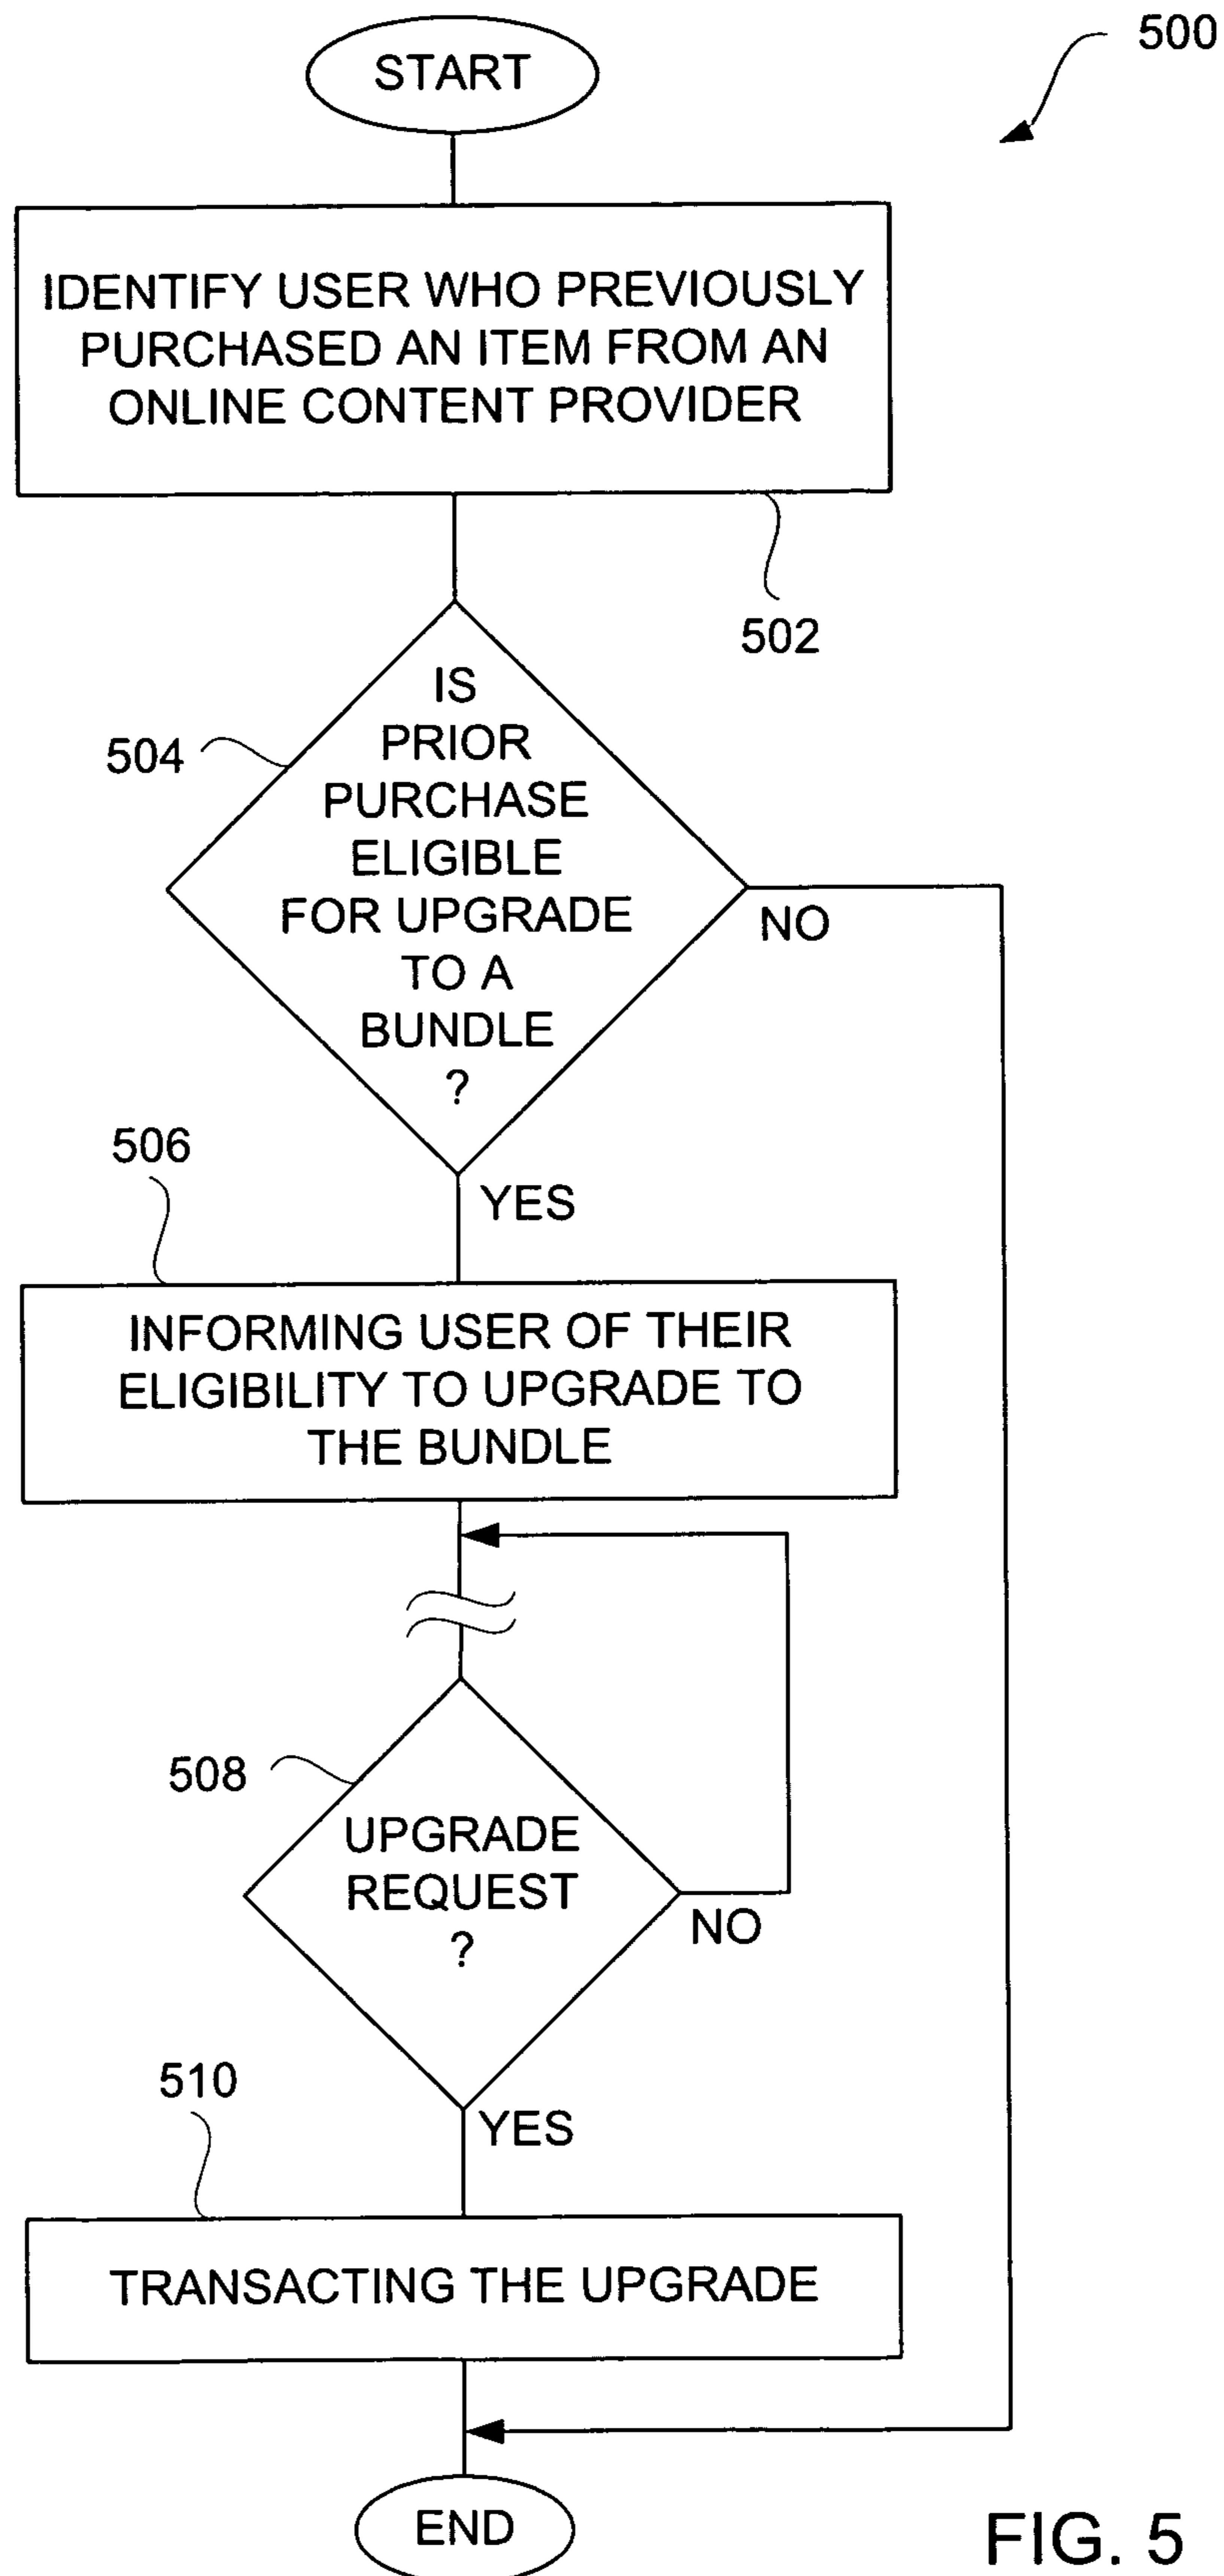 500
START
IDENTIFY USER WHO PREVIOUSLY
PURCHASED AN ITEM FROM AN
ONLINE CONTENT PROVIDER
502
504
IS
PRIOR
PURCHASE
ELIGIBLE
FOR UPGRADE
TO A
BUNDLE
?
NO
YES
506
INFORMING USER OF THEIR
ELIGIBILITY TO UPGRADE TO
THE BUNDLE
508
UPGRADE
REQUEST
?
NO
YES
510
TRANSACTING THE UPGRADE
END
FIG. 5